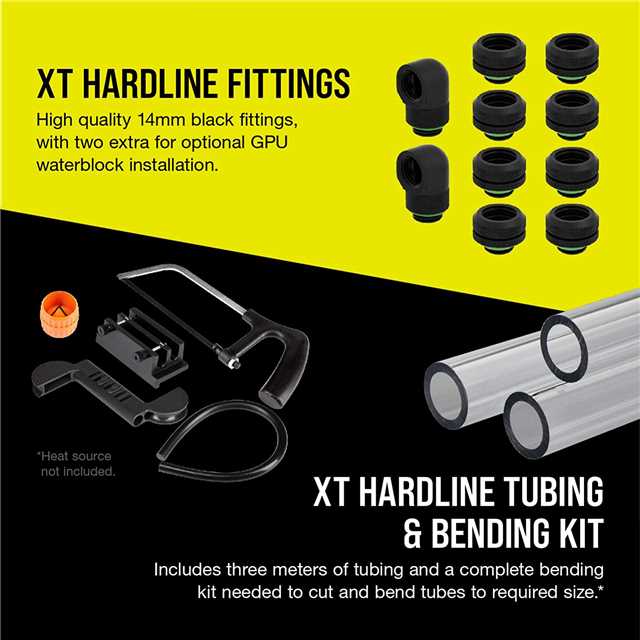 XT HARDLINE FITTINGS
High quality 14mm black fittings,
with two extra for optional GPU
waterblock installation.
*Heat source
not included.
XT HARDLINE TUBING
& BENDING KIT
Includes three meters of tubing and a complete bending
kit needed to cut and bend tubes to required size.*